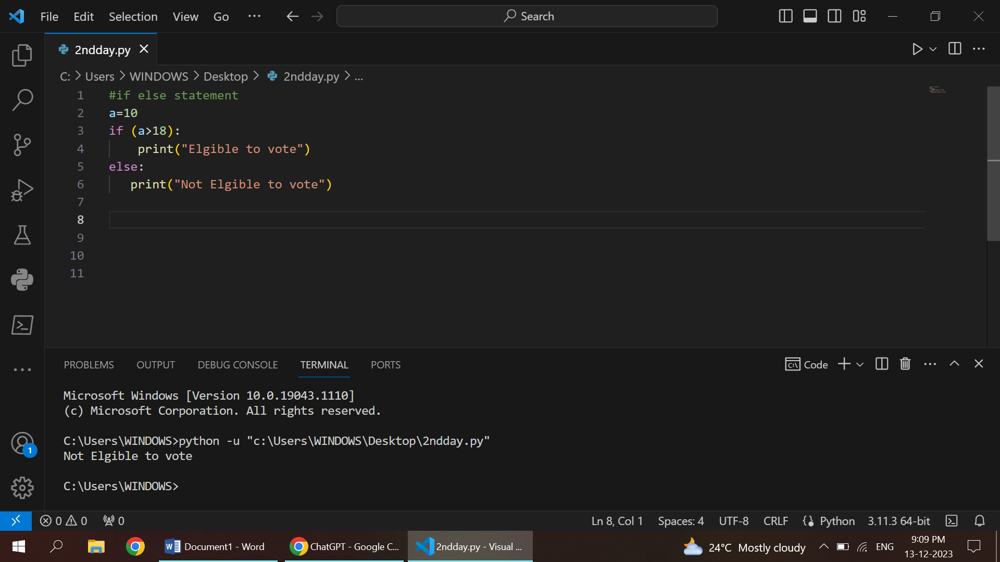 File Edit Selection View Go ··· Search
2ndday.py
C: > Users > WINDOWS > Desktop > 2ndday.py > ...
1 #if else statement
2 a=10
3 if (a>18):
4     print("Elgible to vote")
5 else:
6    print("Not Elgible to vote")
7
8
9
10
11
PROBLEMS OUTPUT DEBUG CONSOLE TERMINAL PORTS Code
Microsoft Windows [Version 10.0.19043.1110]
(c) Microsoft Corporation. All rights reserved.
C:\Users\WINDOWS>python -u "c:\Users\WINDOWS\Desktop\2ndday.py"
Not Elgible to vote
C:\Users\WINDOWS>
1
0 0 0 Ln 8, Col 1 Spaces: 4 UTF-8 CRLF Python 3.11.3 64-bit
Document1 - Word ChatGPT - Google C... 2ndday.py - Visual ... 24°C Mostly cloudy ENG 9:09 PM
13-12-2023